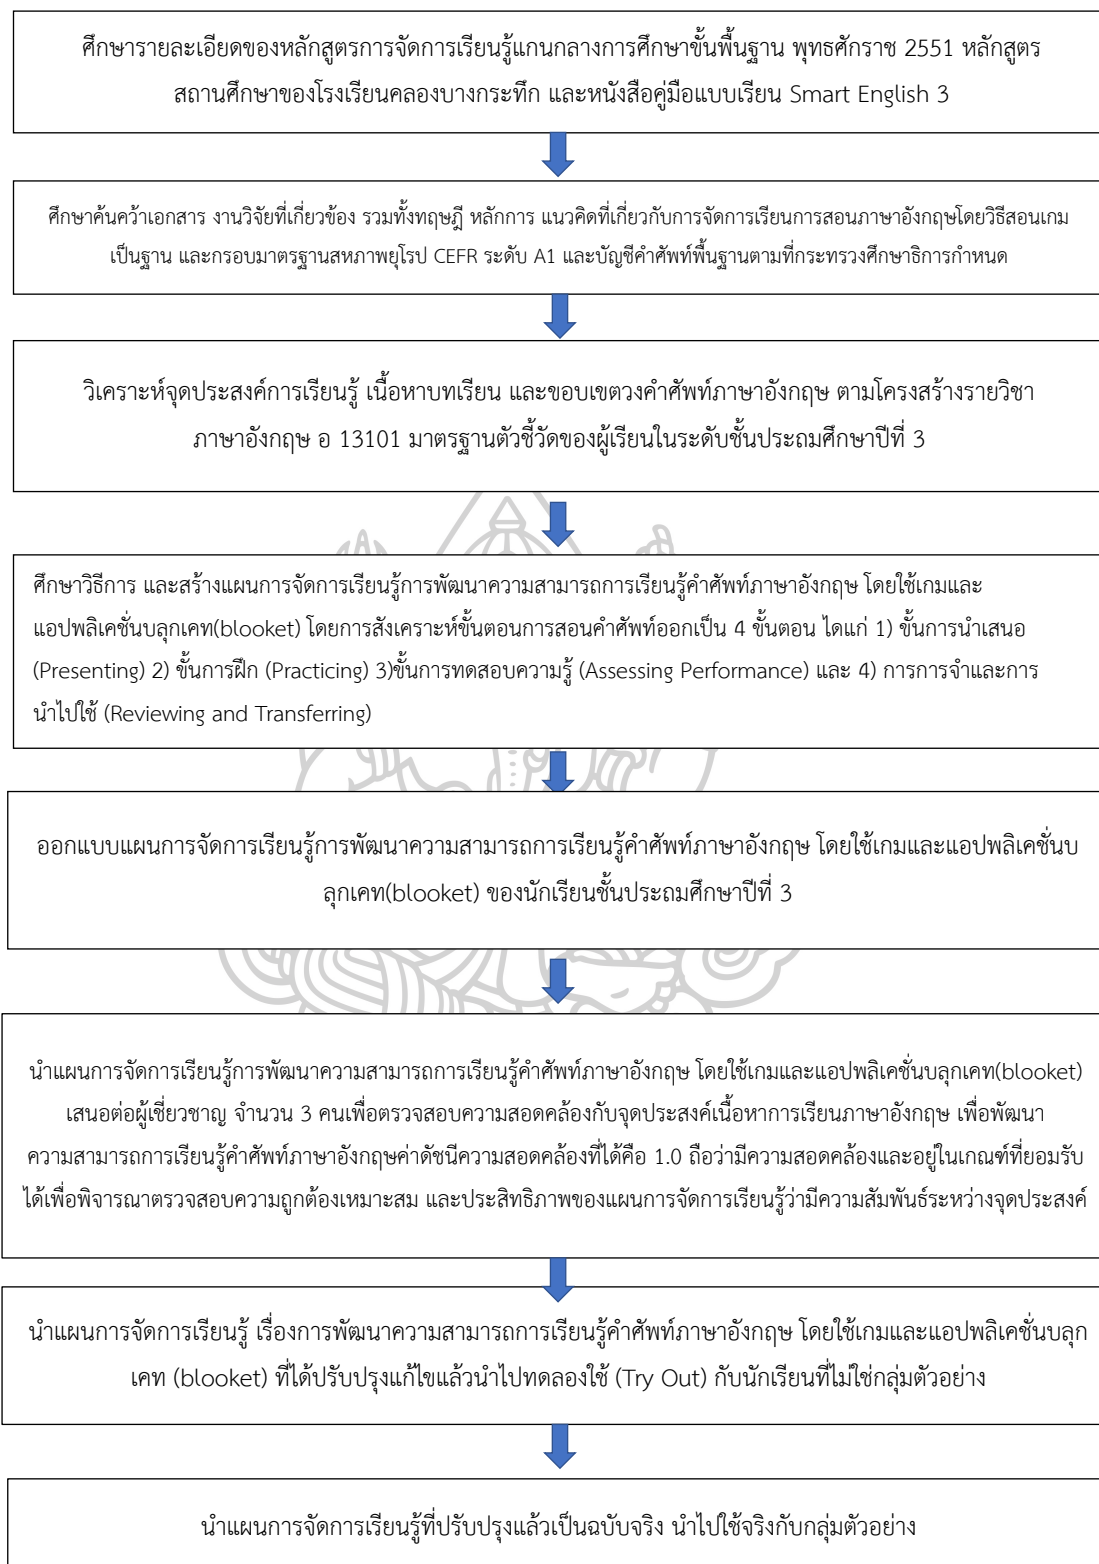 ศึกษารายละเอียดของหลักสูตรการจัดการเรียนรู้แกนกลางการศึกษาขั้นพื้นฐาน พุทธศักราช 2551 หลักสูตร
สถานศึกษาของโรงเรียนคลองบางกระทึก และหนังสือคู่มือแบบเรียน Smart English 3
ศึกษาค้นคว้าเอกสาร งานวิจัยที่เกี่ยวข้อง รวมทั้งทฤษฎี หลักการ แนวคิดที่เกี่ยวกับการจัดการเรียนการสอนภาษาอังกฤษโดยวิธีสอนเกม
เป็นฐาน และกรอบมาตรฐานสหภาพยุโรป CEFR ระดับ A1 และบัญชีคำศัพท์พื้นฐานตามที่กระทรวงศึกษาธิการกำหนด
วิเคราะห์จุดประสงค์การเรียนรู้ เนื้อหาบทเรียน และขอบเขตวงคำศัพท์ภาษาอังกฤษ ตามโครงสร้างรายวิชา
ภาษาอังกฤษ อ 13101 มาตรฐานตัวชี้วัดของผู้เรียนในระดับชั้นประถมศึกษาปีที่ 3
ศึกษาวิธีการ และสร้างแผนการจัดการเรียนรู้การพัฒนาความสามารถการเรียนรู้คำศัพท์ภาษาอังกฤษ โดยใช้เกมและ
แอปพลิเคชั่นบลุกเคท(blooket) โดยการสังเคราะห์ขั้นตอนการสอนคำศัพท์ออกเป็น 4 ขั้นตอน ไดแก่ 1) ขั้นการนำเสนอ
(Presenting) 2) ขั้นการฝึก (Practicing) 3)ขั้นการทดสอบความรู้ (Assessing Performance) และ 4) การการจำและการ
นำไปใช้ (Reviewing and Transferring)
ออกแบบแผนการจัดการเรียนรู้การพัฒนาความสามารถการเรียนรู้คำศัพท์ภาษาอังกฤษ โดยใช้เกมและแอปพลิเคชั่นบ
ลุกเคท(blooket) ของนักเรียนชั้นประถมศึกษาปีที่ 3
นำแผนการจัดการเรียนรู้การพัฒนาความสามารถการเรียนรู้คำศัพท์ภาษาอังกฤษ โดยใช้เกมและแอปพลิเคชั่นบลุกเคท(blooket)
เสนอต่อผู้เชี่ยวชาญ จำนวน 3 คนเพื่อตรวจสอบความสอดคล้องกับจุดประสงค์เนื้อหาการเรียนภาษาอังกฤษ เพื่อพัฒนา
ความสามารถการเรียนรู้คำศัพท์ภาษาอังกฤษค่าดัชนีความสอดคล้องที่ได้คือ 1.0 ถือว่ามีความสอดคล้องและอยู่ในเกณฑ์ที่ยอมรับ
ได้เพื่อพิจารณาตรวจสอบความถูกต้องเหมาะสม และประสิทธิภาพของแผนการจัดการเรียนรู้ว่ามีความสัมพันธ์ระหว่างจุดประสงค์
นำแผนการจัดการเรียนรู้ เรื่องการพัฒนาความสามารถการเรียนรู้คำศัพท์ภาษาอังกฤษ โดยใช้เกมและแอปพลิเคชั่นบลุก
เคท (blooket) ที่ได้ปรับปรุงแก้ไขแล้วนำไปทดลองใช้ (Try Out) กับนักเรียนที่ไม่ใช่กลุ่มตัวอย่าง
นำแผนการจัดการเรียนรู้ที่ปรับปรุงแล้วเป็นฉบับจริง นำไปใช้จริงกับกลุ่มตัวอย่าง